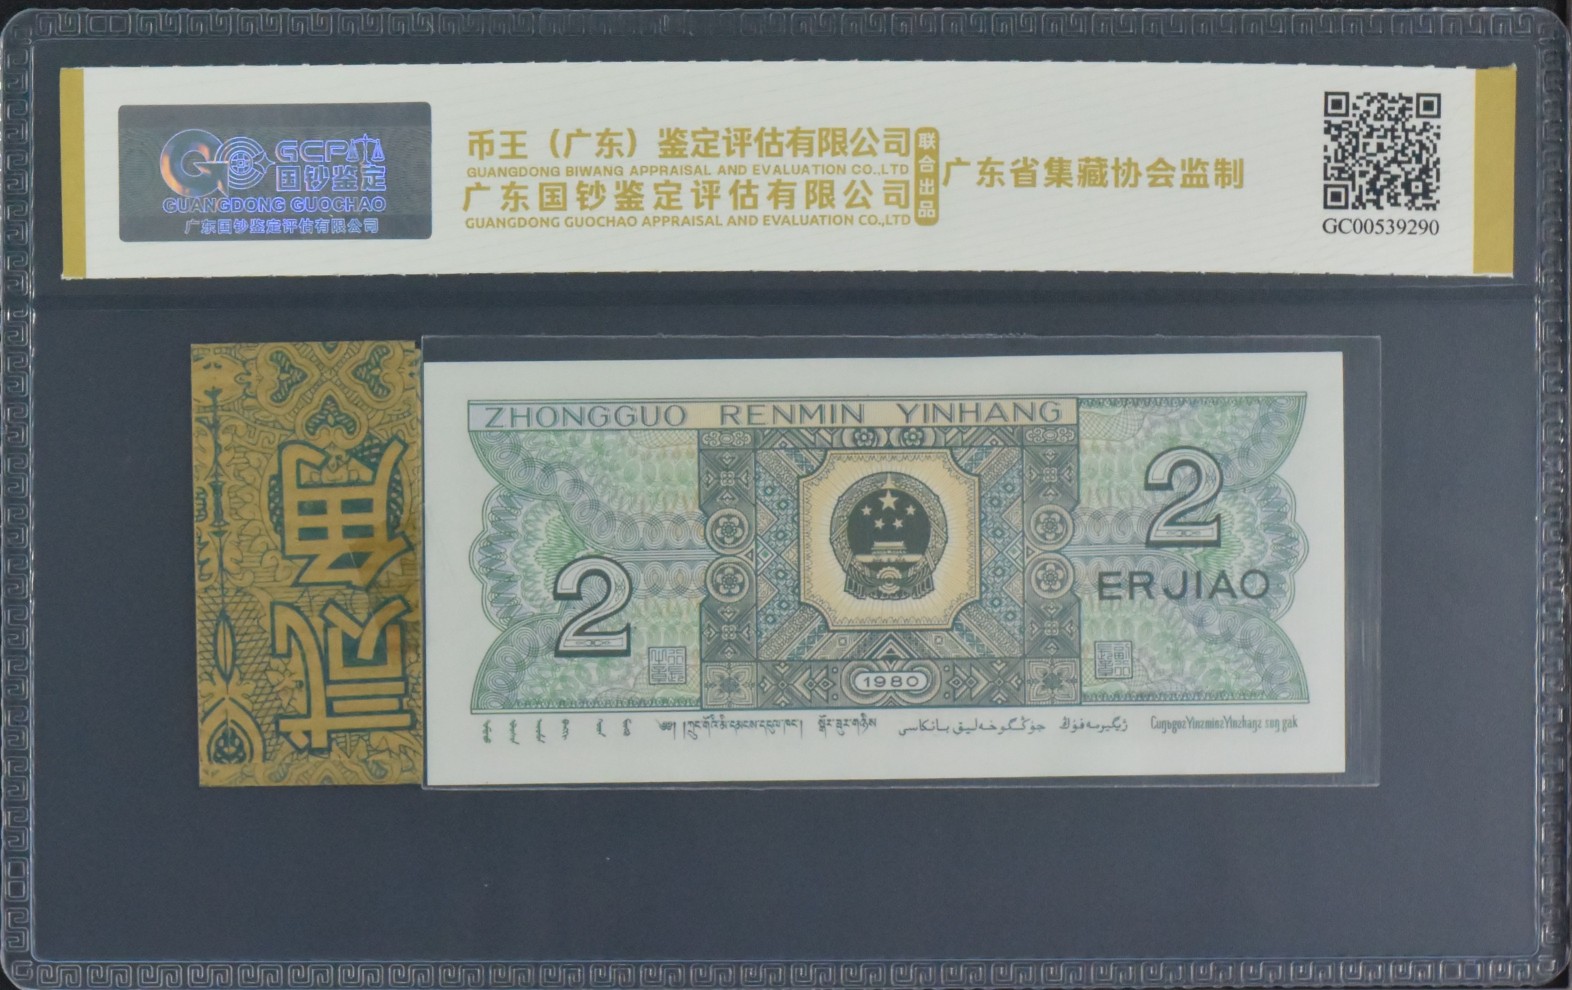 GCP
国钞鉴定
GUANGDONG GUOCHAO
广东国钞鉴定评估有限公司
币王（广东）鉴定评估有限公司
GUANGDONG BIWANG APPRAISAL AND EVALUATION CO.,LTD
广东国钞鉴定评估有限公司
GUANGDONG GUOCHAO APPRAISAL AND EVALUATION CO.,LTD
联合出品
广东省集藏协会监制
GC00539290
ZHONGGUO RENMIN YINHANG
2
2
ERJIAO
1980
Cunghgoz Yinzminz Yinzhangz song gak